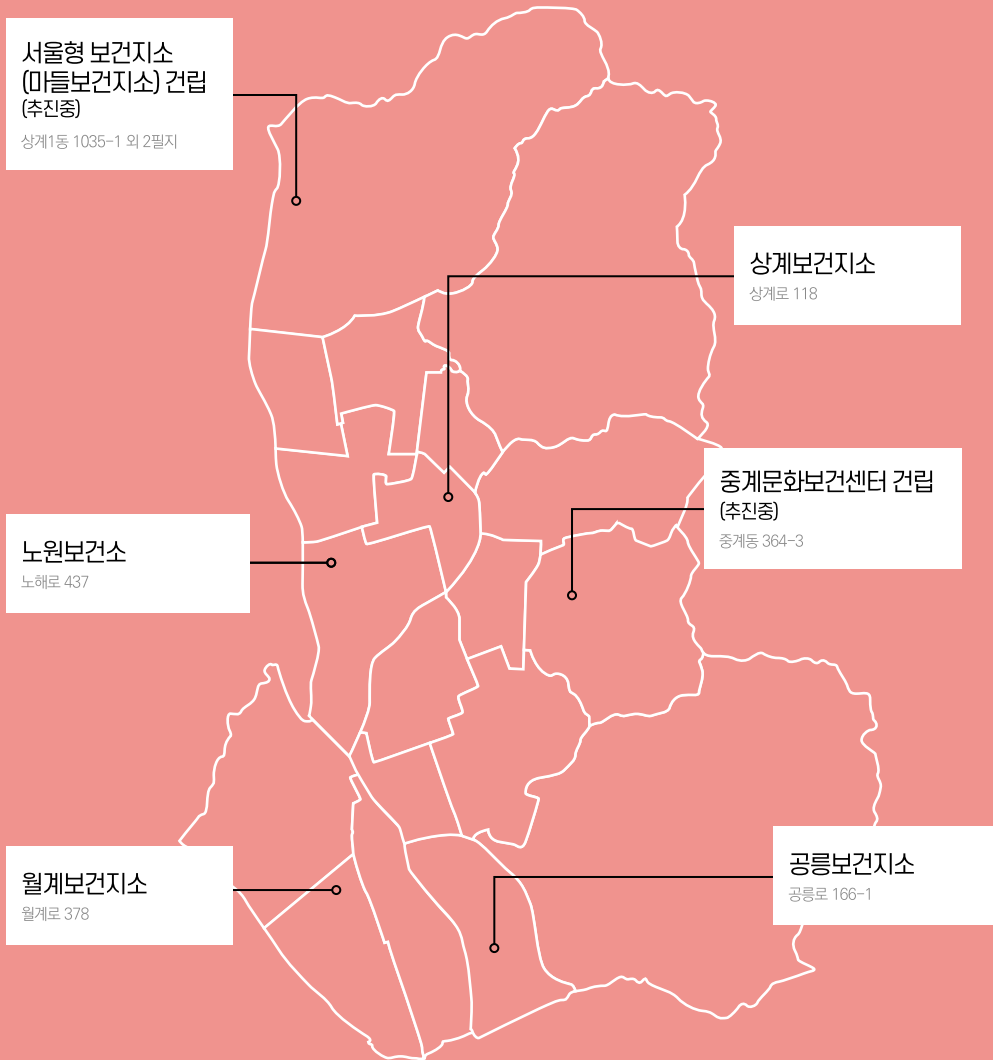 서울형 보건지소
(마들보건지소) 건립
(추진중)
상계1동 1035-1 외 2필지
상계보건지소
상계로 118
중계문화보건센터 건립
(추진중)
중계동 364-3
노원보건소
노해로 437
월계보건지소
월계로 378
공릉보건지소
공릉로 166-1